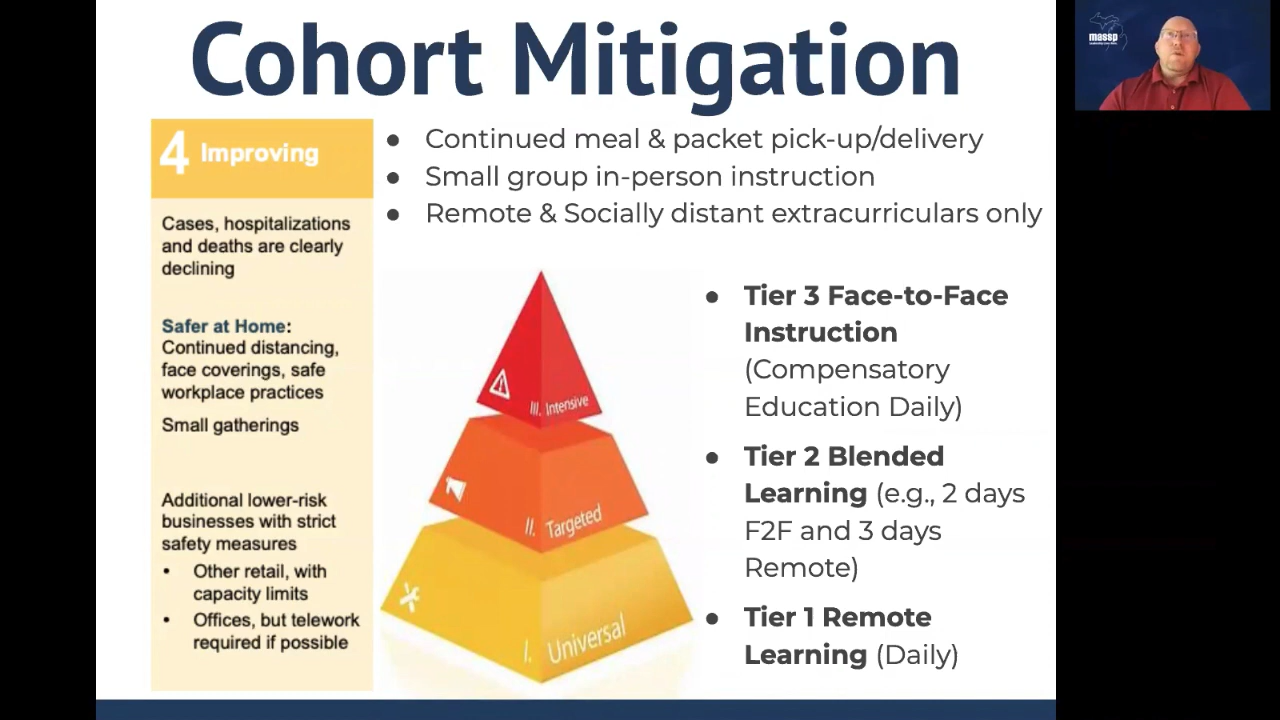 Cohort Mitigation
4 Improving
Cases, hospitalizations
and deaths are clearly
declining
Safer at Home:
Continued distancing,
face coverings, safe
workplace practices
Small gatherings
Additional lower-risk
businesses with strict
safety measures
• Other retail, with
capacity limits
• Offices, but telework
required if possible
● Continued meal & packet pick-up/delivery
● Small group in-person instruction
● Remote & Socially distant extracurriculars only
III. Intensive
II. Targeted
I. Universal
● Tier 3 Face-to-Face
Instruction
(Compensatory
Education Daily)
● Tier 2 Blended
Learning (e.g., 2 days
F2F and 3 days
Remote)
● Tier 1 Remote
Learning (Daily)
massp